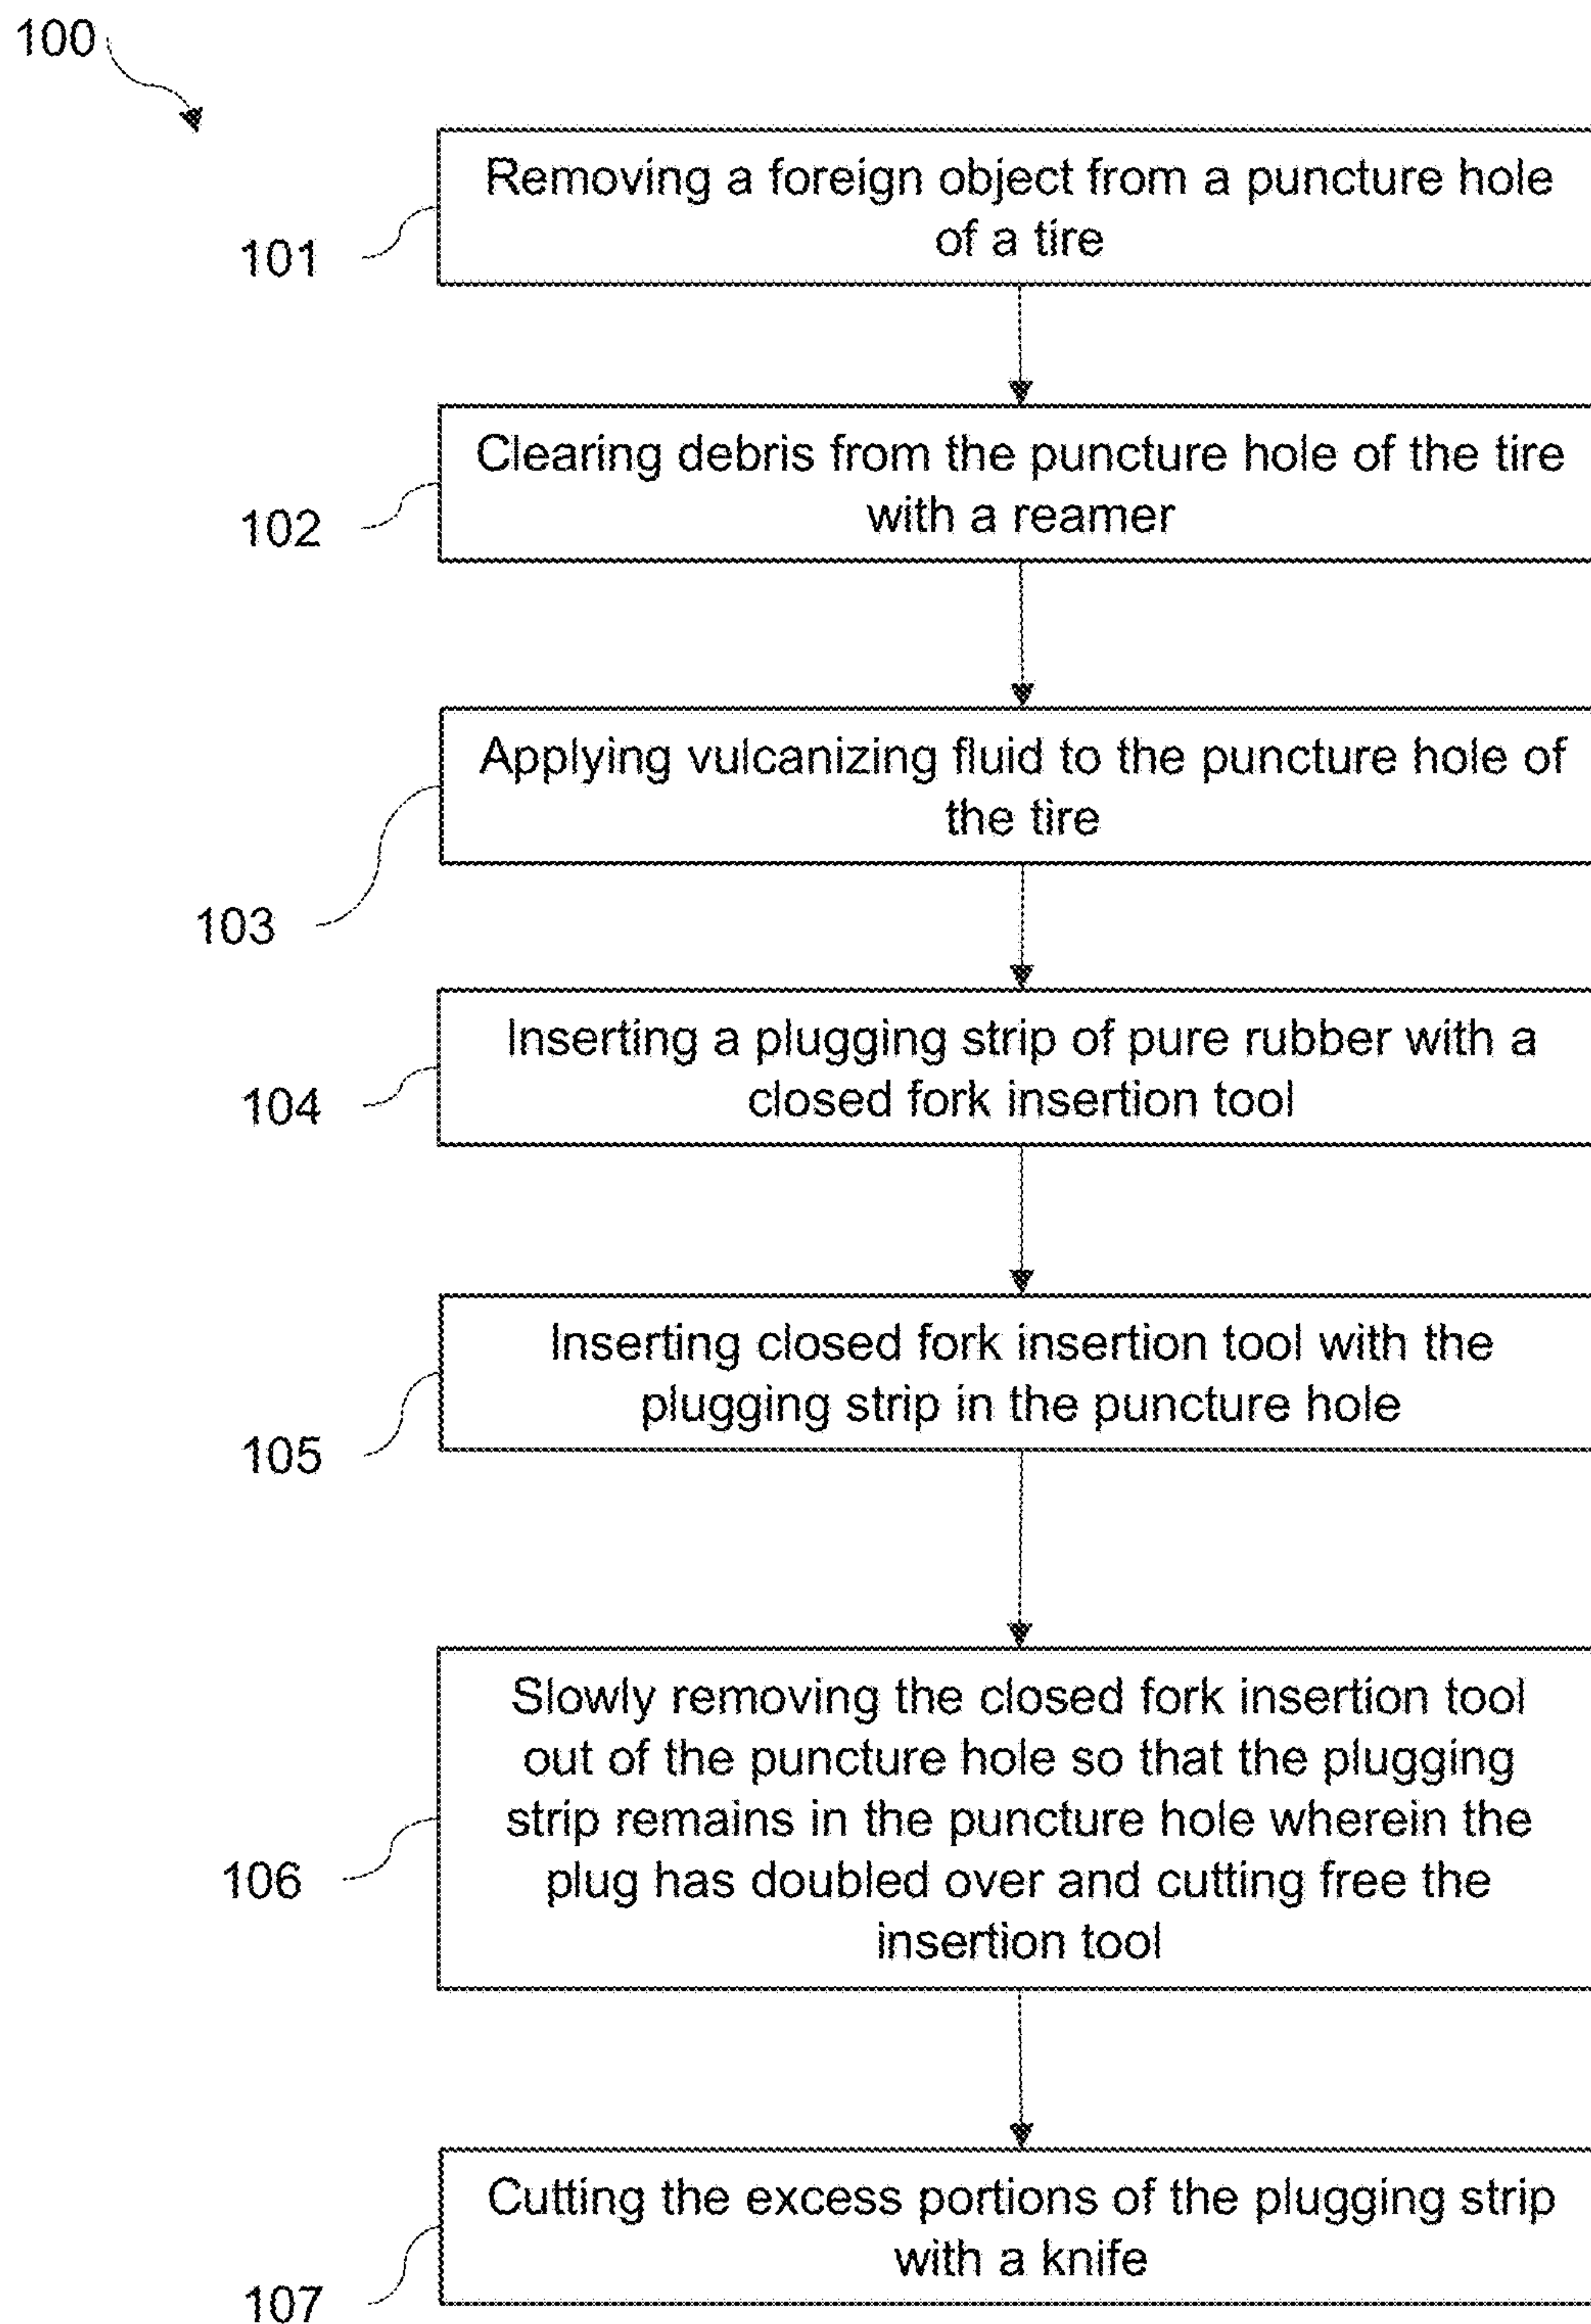 100
Removing a foreign object from a puncture hole
of a tire
101
Clearing debris from the puncture hole of the tire
with a reamer
102
Applying vulcanizing fluid to the puncture hole of
the tire
103
Inserting a plugging strip of pure rubber with a
closed fork insertion tool
104
Inserting closed fork insertion tool with the
plugging strip in the puncture hole
105
Slowly removing the closed fork insertion tool
out of the puncture hole so that the plugging
strip remains in the puncture hole wherein the
plug has doubled over and cutting free the
insertion tool
106
Cutting the excess portions of the plugging strip
with a knife
107